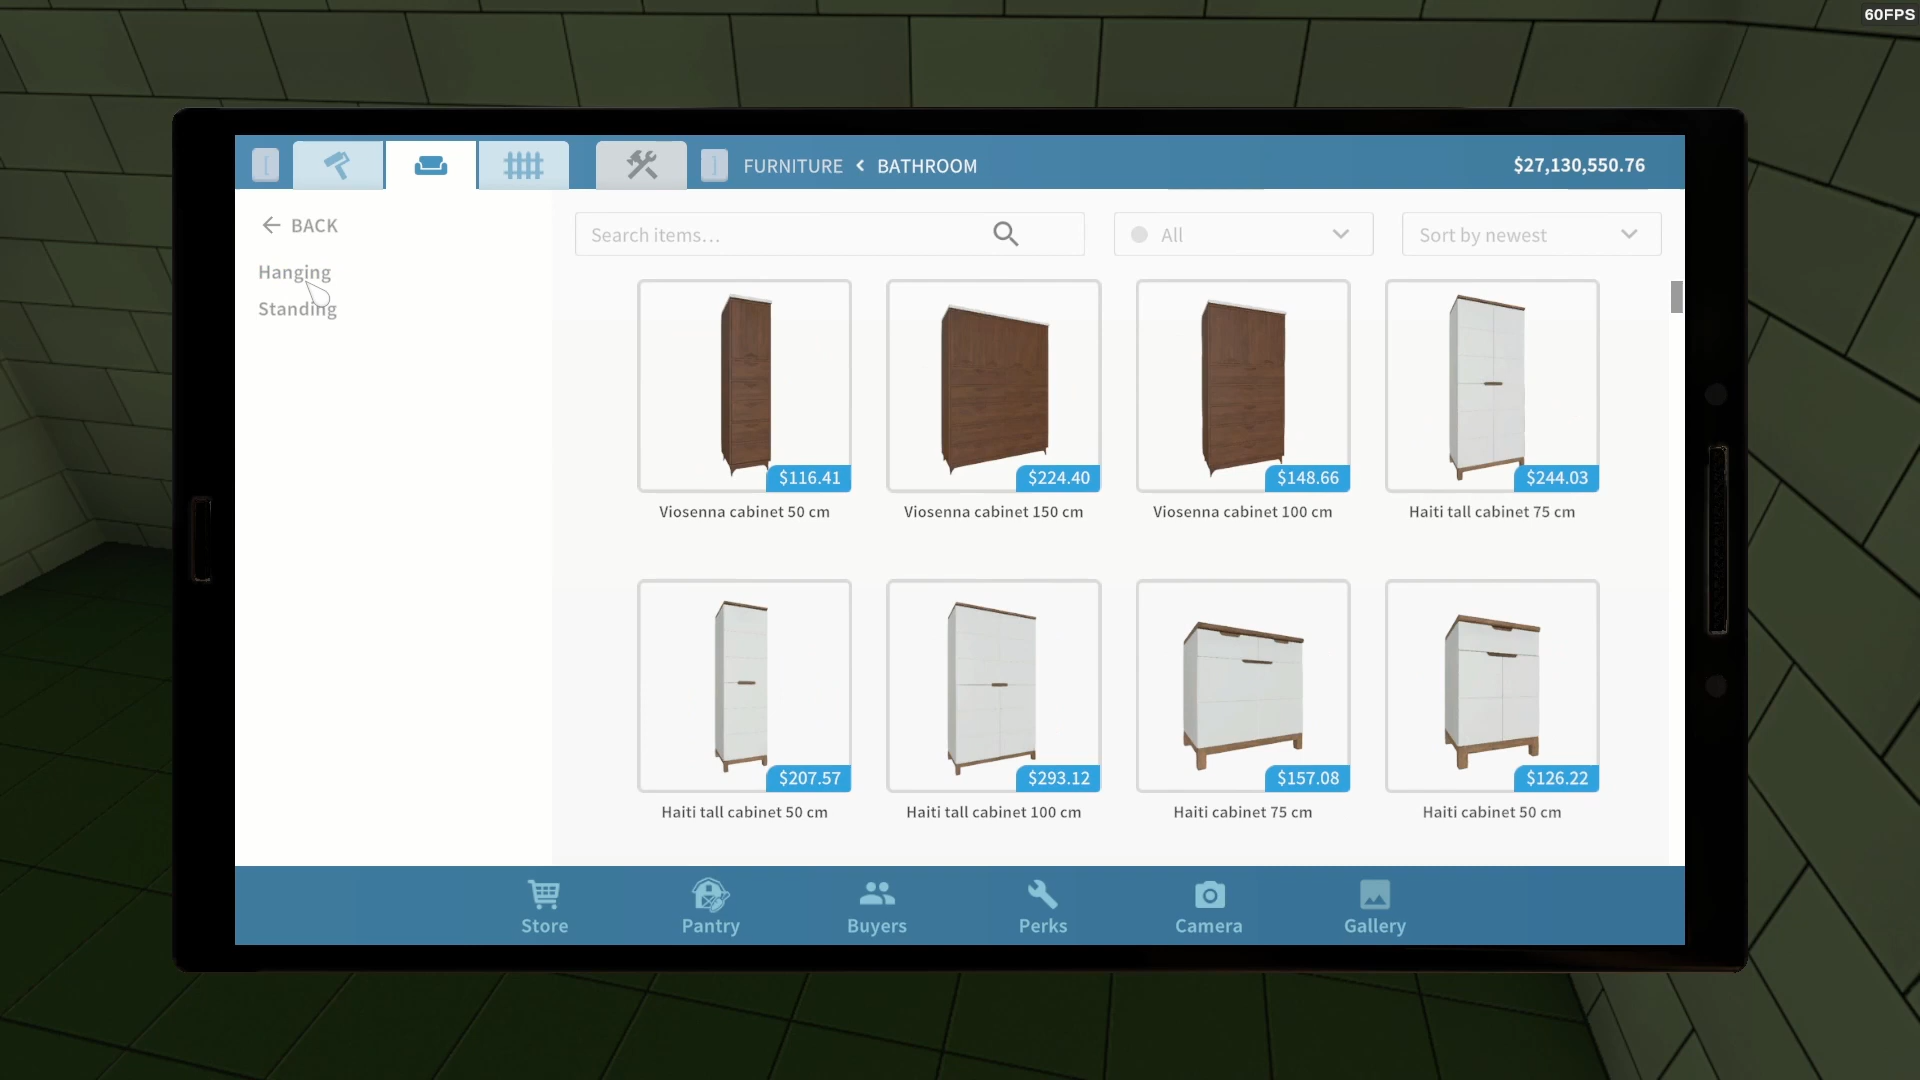 60FPS
[
]
FURNITURE < BATHROOM
$27,130,550.76
BACK
Hanging
Standing
Search items...
All
Sort by newest
$116.41
$224.40
$148.66
$244.03
Viosenna cabinet 50 cm
Viosenna cabinet 150 cm
Viosenna cabinet 100 cm
Haiti tall cabinet 75 cm
$207.57
$293.12
$157.08
$126.22
Haiti tall cabinet 50 cm
Haiti tall cabinet 100 cm
Haiti cabinet 75 cm
Haiti cabinet 50 cm
Store
Pantry
Buyers
Perks
Camera
Gallery